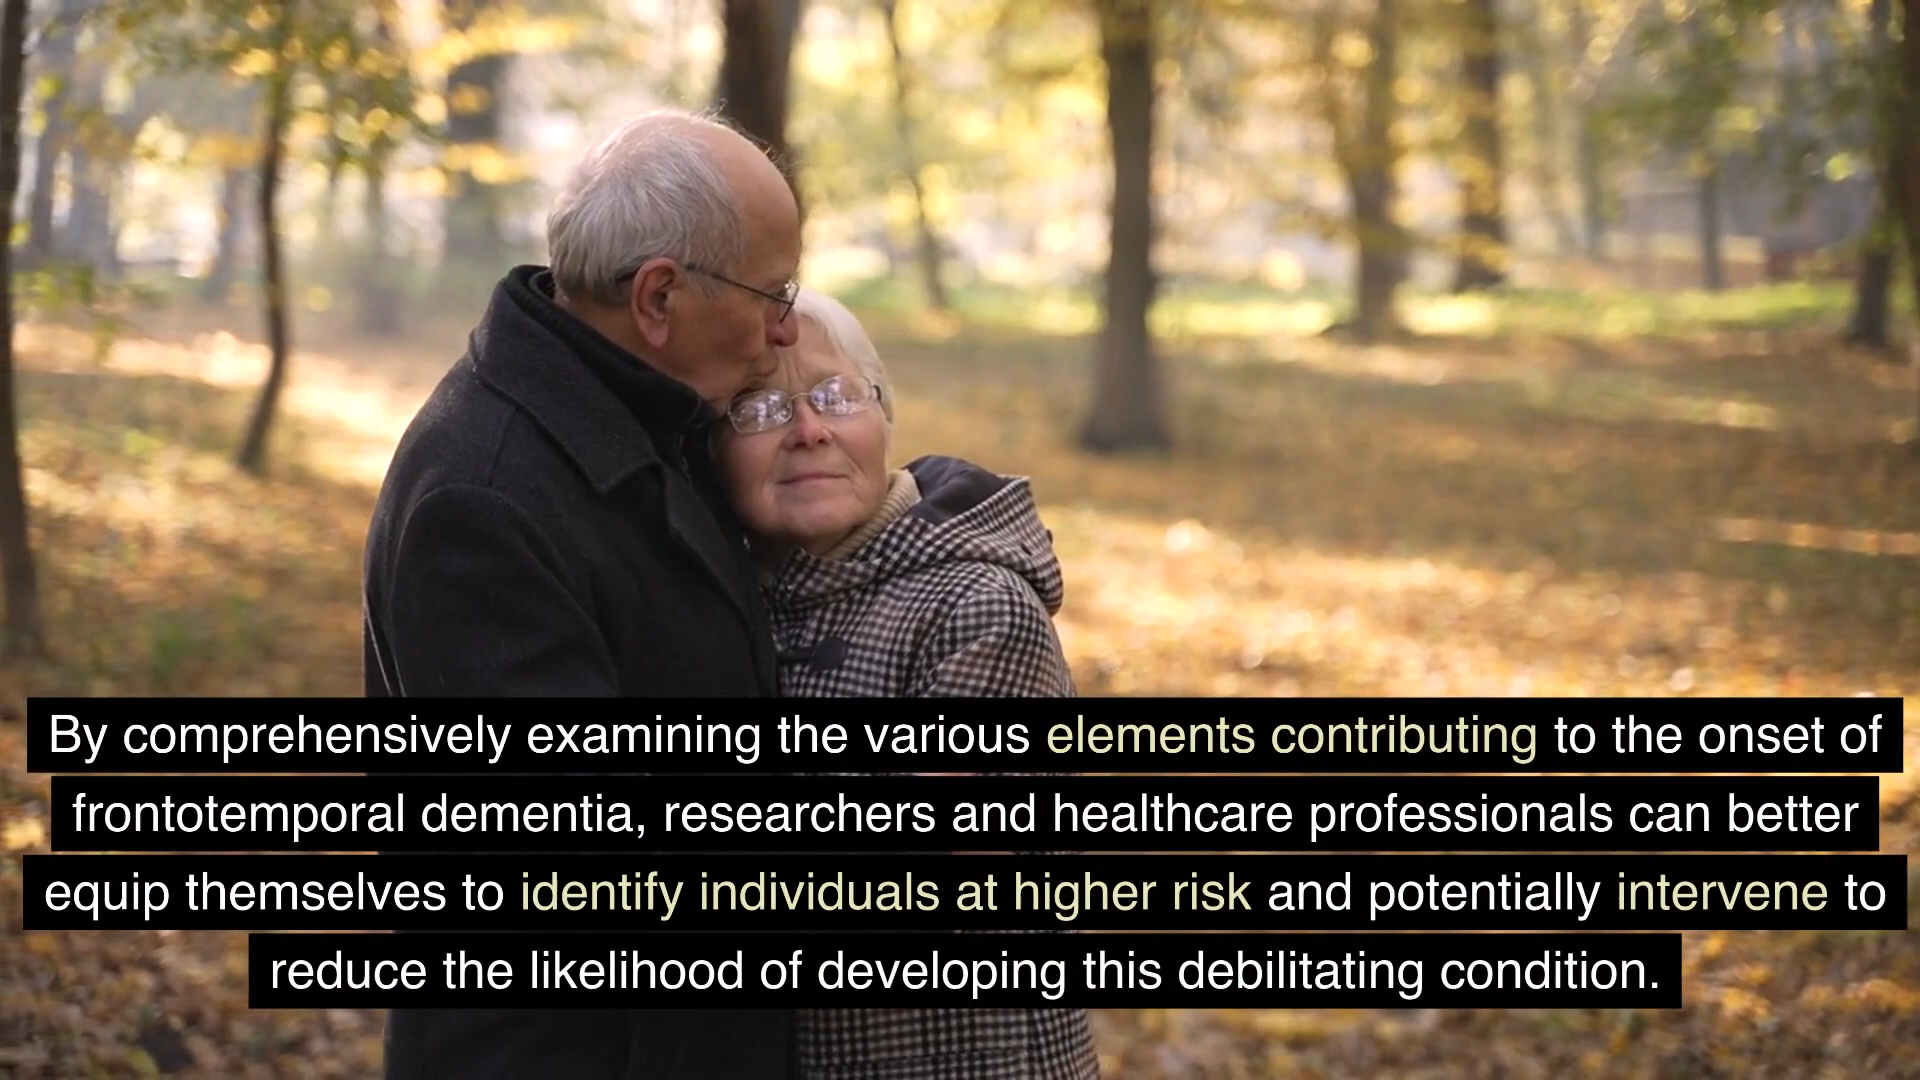 By comprehensively examining the various elements contributing to the onset of
frontotemporal dementia, researchers and healthcare professionals can better
equip themselves to identify individuals at higher risk and potentially intervene to
reduce the likelihood of developing this debilitating condition.